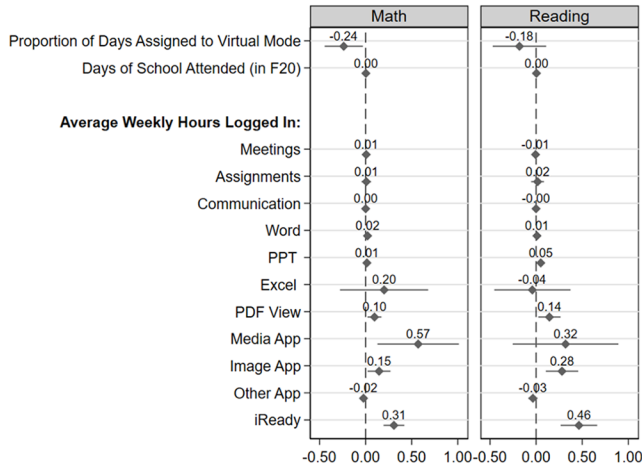 Math Reading
Proportion of Days Assigned to Virtual Mode -0.24 -0.18
Days of School Attended (in F20) 0.00 0.00
Average Weekly Hours Logged In:
Meetings 0.01 -0.01
Assignments 0.01 0.02
Communication 0.00 -0.00
Word 0.02 0.01
PPT 0.01 0.05
Excel 0.20 -0.04
PDF View 0.10 0.14
Media App 0.57 0.32
Image App 0.15 0.28
Other App -0.02 -0.03
iReady 0.31 0.46
-0.50 0.00 0.50 1.00 -0.50 0.00 0.50 1.00